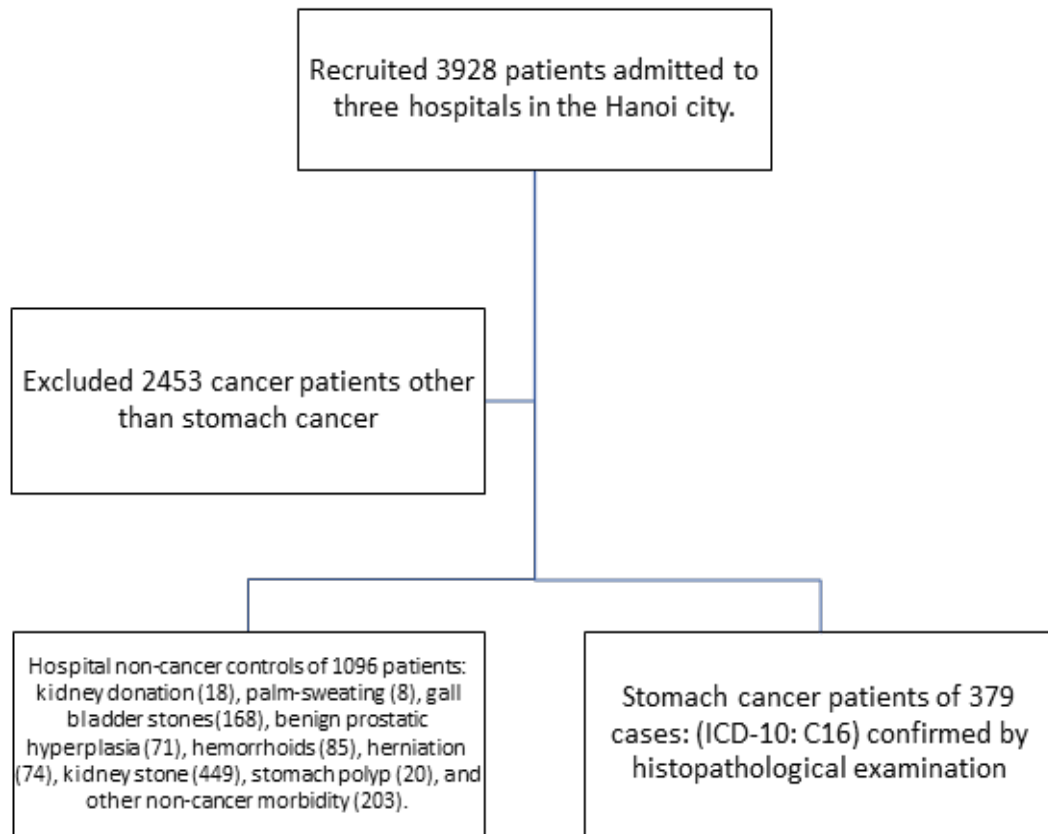 Recruited 3928 patients admitted to
three hospitals in the Hanoi city.
Excluded 2453 cancer patients other
than stomach cancer
Hospital non-cancer controls of 1096 patients:
kidney donation (18), palm-sweating (8), gall
bladder stones(168), benign prostatic
hyperplasia (71), hemorrhoids (85), herniation
(74), kidney stone (449), stomach polyp (20), and
other non-cancer morbidity (203).
Stomach cancer patients of 379
cases: (ICD-10: C16) confirmed by
histopathological examination